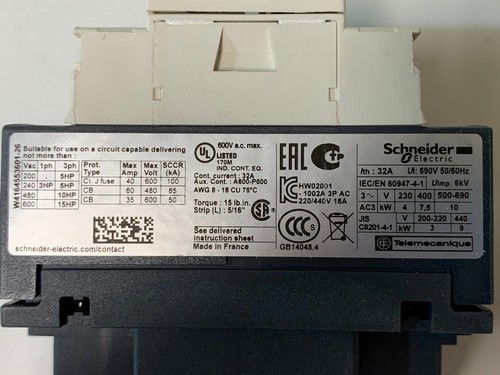 W4164553601-26
Suitable for use on a circuit capable delivering
not more than :
Vac 1ph 3ph
200 5HP
240 3HP 5HP
480 10HP
600 15HP
Prot. Type Max Amp Max Volt SCCR (kA)
Cl J fuse 40 600 100
CB 60 480 85
CB 35 600 50
schneider-electric.com/contact
600V a.c. max.
UL
LISTED
170M
IND. CONT. EQ.
Cont. current : 32A
Aux. Cont. : A600-P600
AWG 8 - 18 CU 75°C
Torque : 15 lb.in.
Strip (L) : 5/16"
See delivered
instruction sheet
Made in France
EAC
HW02001
-1002A 3P AC
220/440V 18A
CCC
GB14048.4
Schneider
Electric
Ith : 32A Ui 690V 50/60Hz
IEC/EN 60947-4-1 Uimp: 6kV
3 ~ V 230 400 500-690
AC3 kW 4 7.5 10
JIS V 200-220 440
C8201-4-1 kW 3 9
Telemecanique